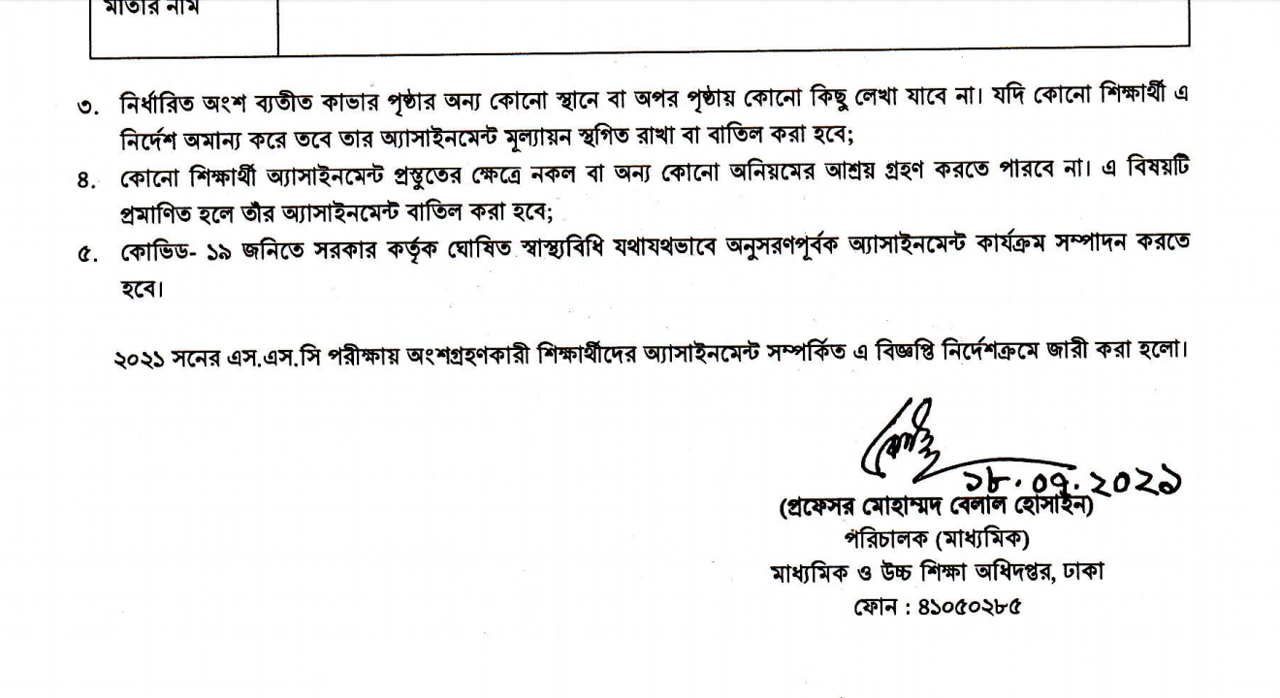 মাতার নাম
৩. নির্ধারিত অংশ ব্যতীত কাভার পৃষ্ঠার অন্য কোনো স্থানে বা অপর পৃষ্ঠায় কোনো কিছু লেখা যাবে না। যদি কোনো শিক্ষার্থী এ
নির্দেশ অমান্য করে তবে তার অ্যাসাইনমেন্ট মূল্যায়ন স্থগিত রাখা বা বাতিল করা হবে;
৪. কোনো শিক্ষার্থী অ্যাসাইনমেন্ট প্রস্তুতের ক্ষেত্রে নকল বা অন্য কোনো অনিয়মের আশ্রয় গ্রহণ করতে পারবে না। এ বিষয়টি
প্রমাণিত হলে তাঁর অ্যাসাইনমেন্ট বাতিল করা হবে;
৫. কোভিড- ১৯ জনিতে সরকার কর্তৃক ঘোষিত স্বাস্থ্যবিধি যথাযথভাবে অনুসরণপূর্বক অ্যাসাইনমেন্ট কার্যক্রম সম্পাদন করতে
হবে।
২০২১ সনের এস.এস.সি পরীক্ষায় অংশগ্রহণকারী শিক্ষার্থীদের অ্যাসাইনমেন্ট সম্পর্কিত এ বিজ্ঞপ্তি নির্দেশক্রমে জারী করা হলো।
১৮.০৭.২০২১
(প্রফেসর মোহাম্মদ বেলাল হোসাইন)
পরিচালক (মাধ্যমিক)
মাধ্যমিক ও উচ্চ শিক্ষা অধিদপ্তর, ঢাকা
ফোন : ৪১০৫০২৮৫